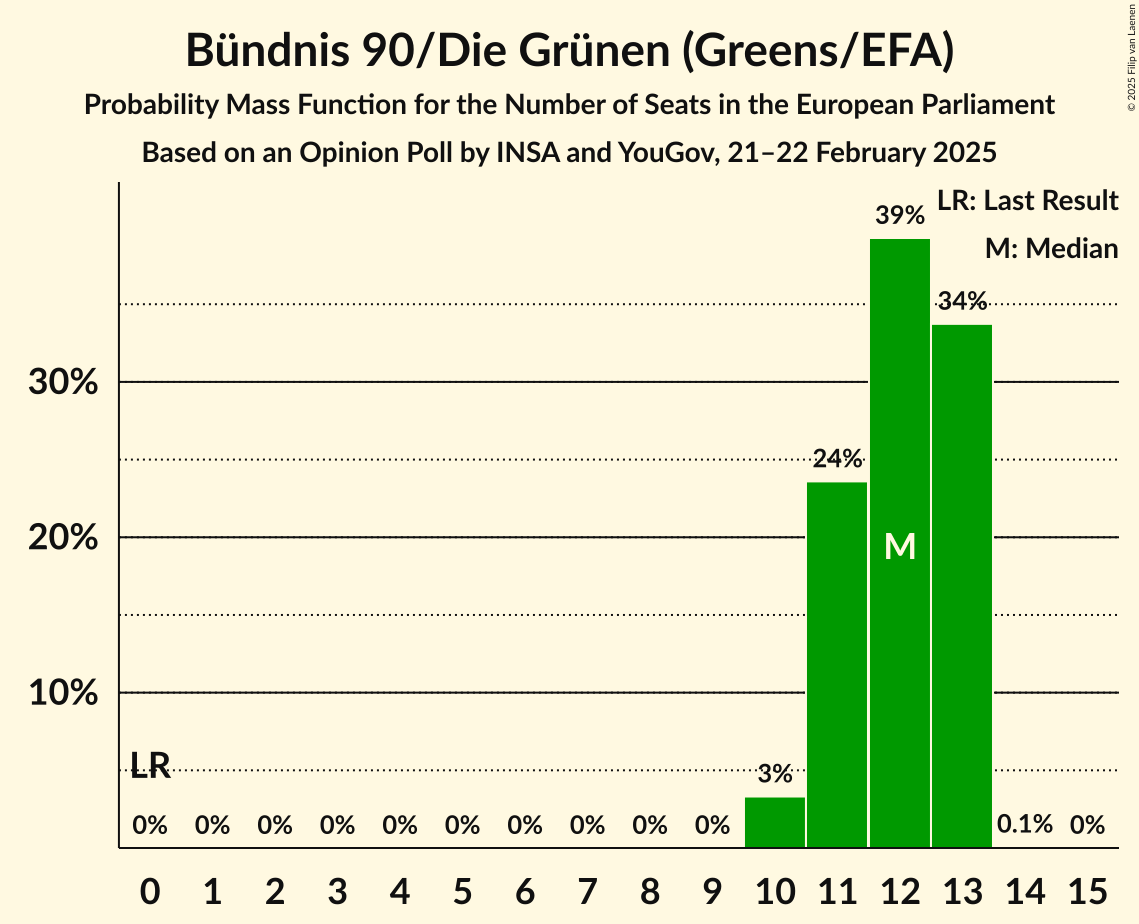 Bündnis 90/Die Grünen (Greens/EFA)
Probability Mass Function for the Number of Seats in the European Parliament
Based on an Opinion Poll by INSA and YouGov, 21–22 February 2025
© 2025 Filip van Laenen
LR: Last Result
M: Median
39%
34%
30%
24%
20%
M
10%
LR
3%
0% 0% 0% 0% 0% 0% 0% 0% 0% 0% 0.1% 0%
0 1 2 3 4 5 6 7 8 9 10 11 12 13 14 15